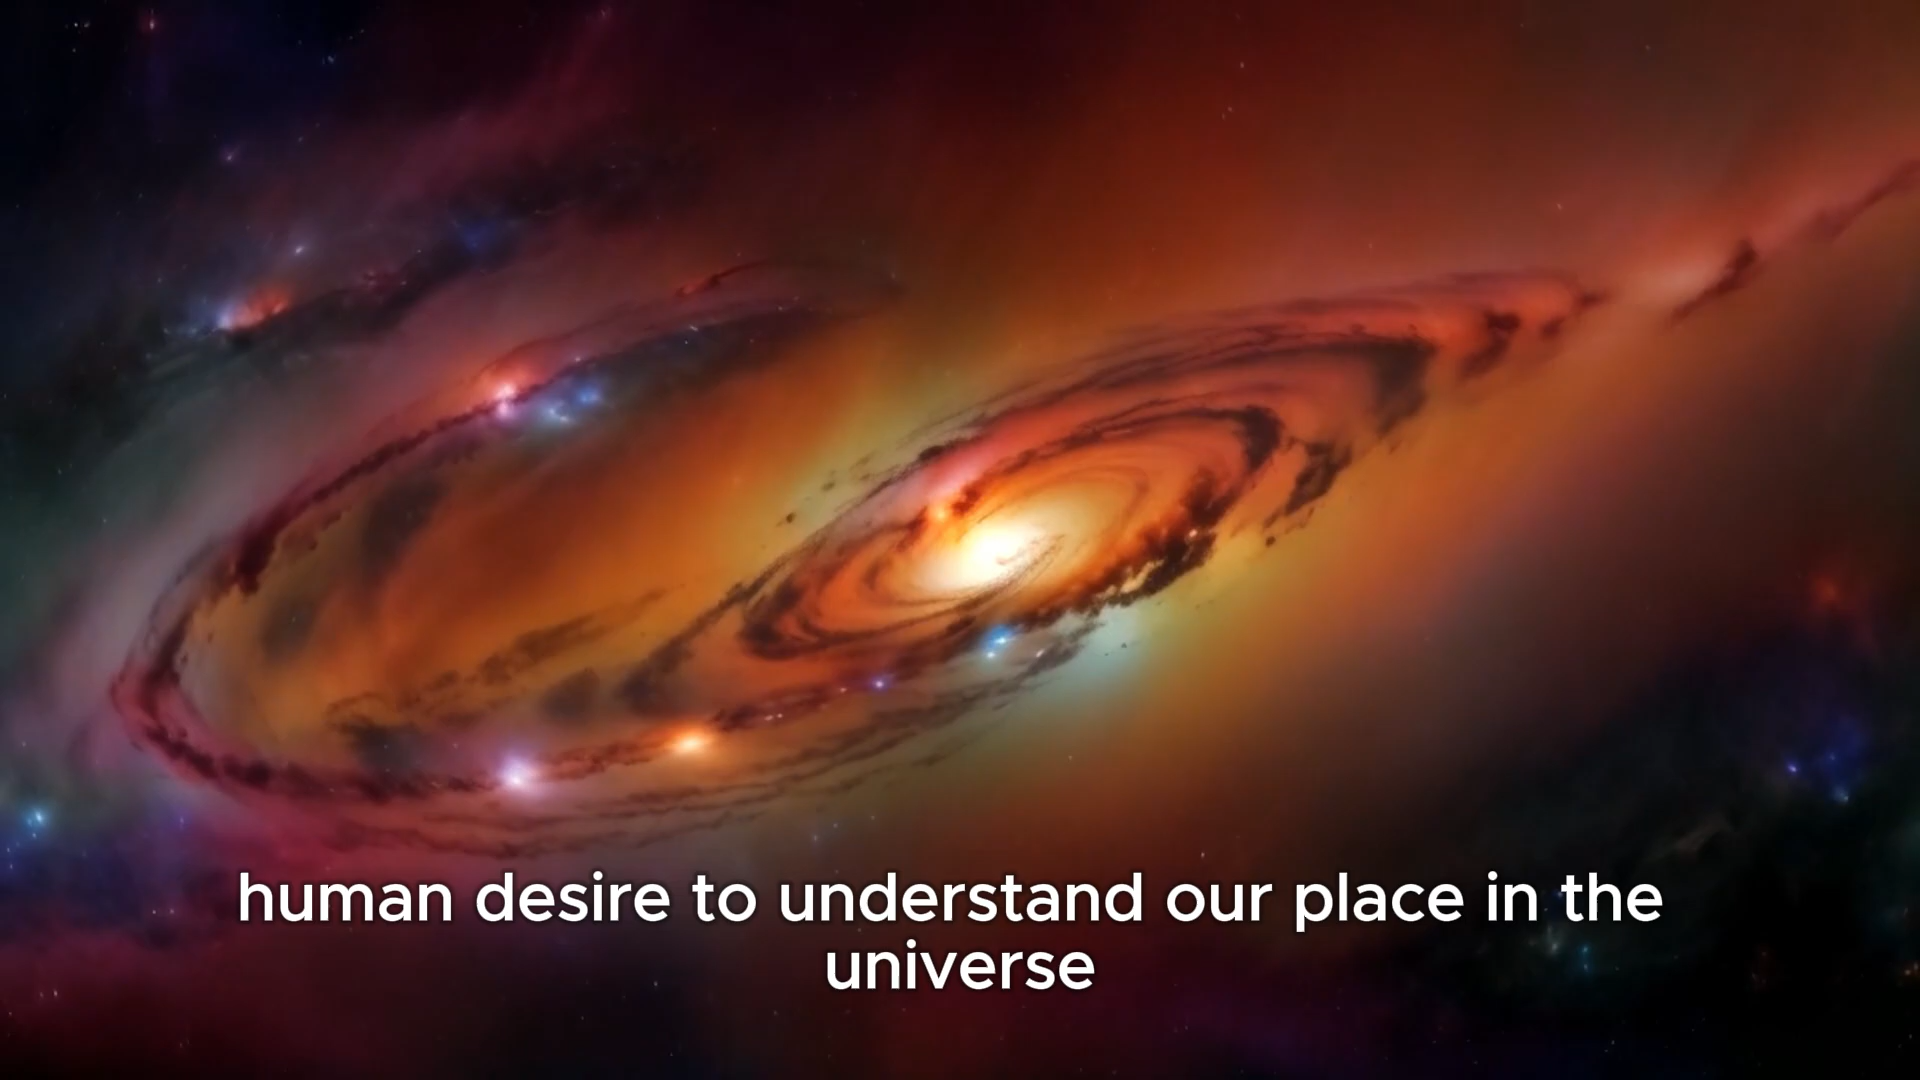 human desire to understand our place in the
universe